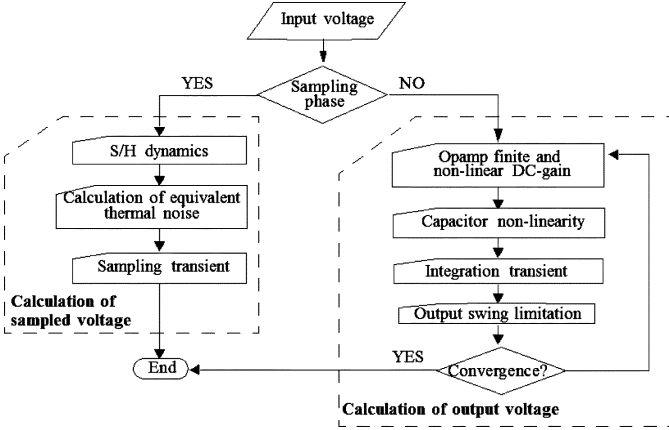 Input voltage
Sampling
phase
YES
NO
S/H dynamics
Calculation of equivalent
thermal noise
Sampling transient
Calculation of
sampled voltage
End
Opamp finite and
non-linear DC-gain
Capacitor non-linearity
Integration transient
Output swing limitation
YES
Convergence?
Calculation of output voltage